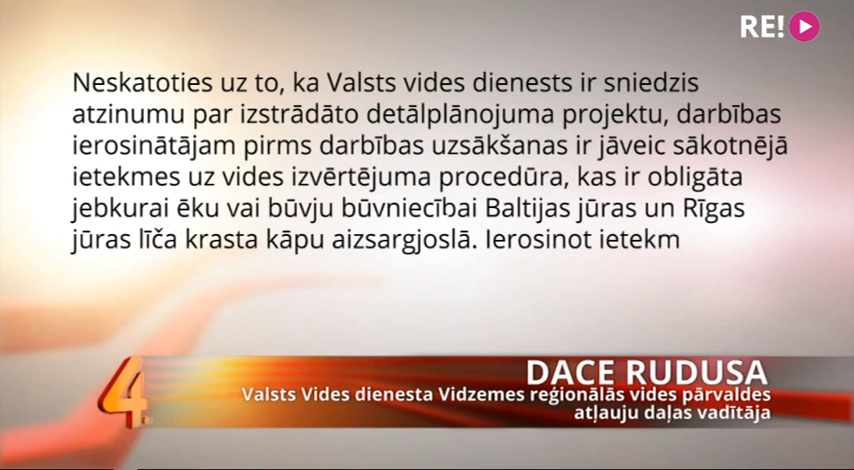 RE!
Neskatoties uz to, ka Valsts vides dienests ir sniedzis
atzinumu par izstrādāto detālplānojuma projektu, darbības
ierosinātājam pirms darbības uzsākšanas ir jāveic sākotnējā
ietekmes uz vides izvērtējuma procedūra, kas ir obligāta
jebkurai ēku vai būvju būvniecībai Baltijas jūras un Rīgas
jūras līča krasta kāpu aizsargjoslā. Ierosinot ietekm
4.
DACE RUDUSA
Valsts Vides dienesta Vidzemes reģionālās vides pārvaldes
atļauju daļas vadītāja